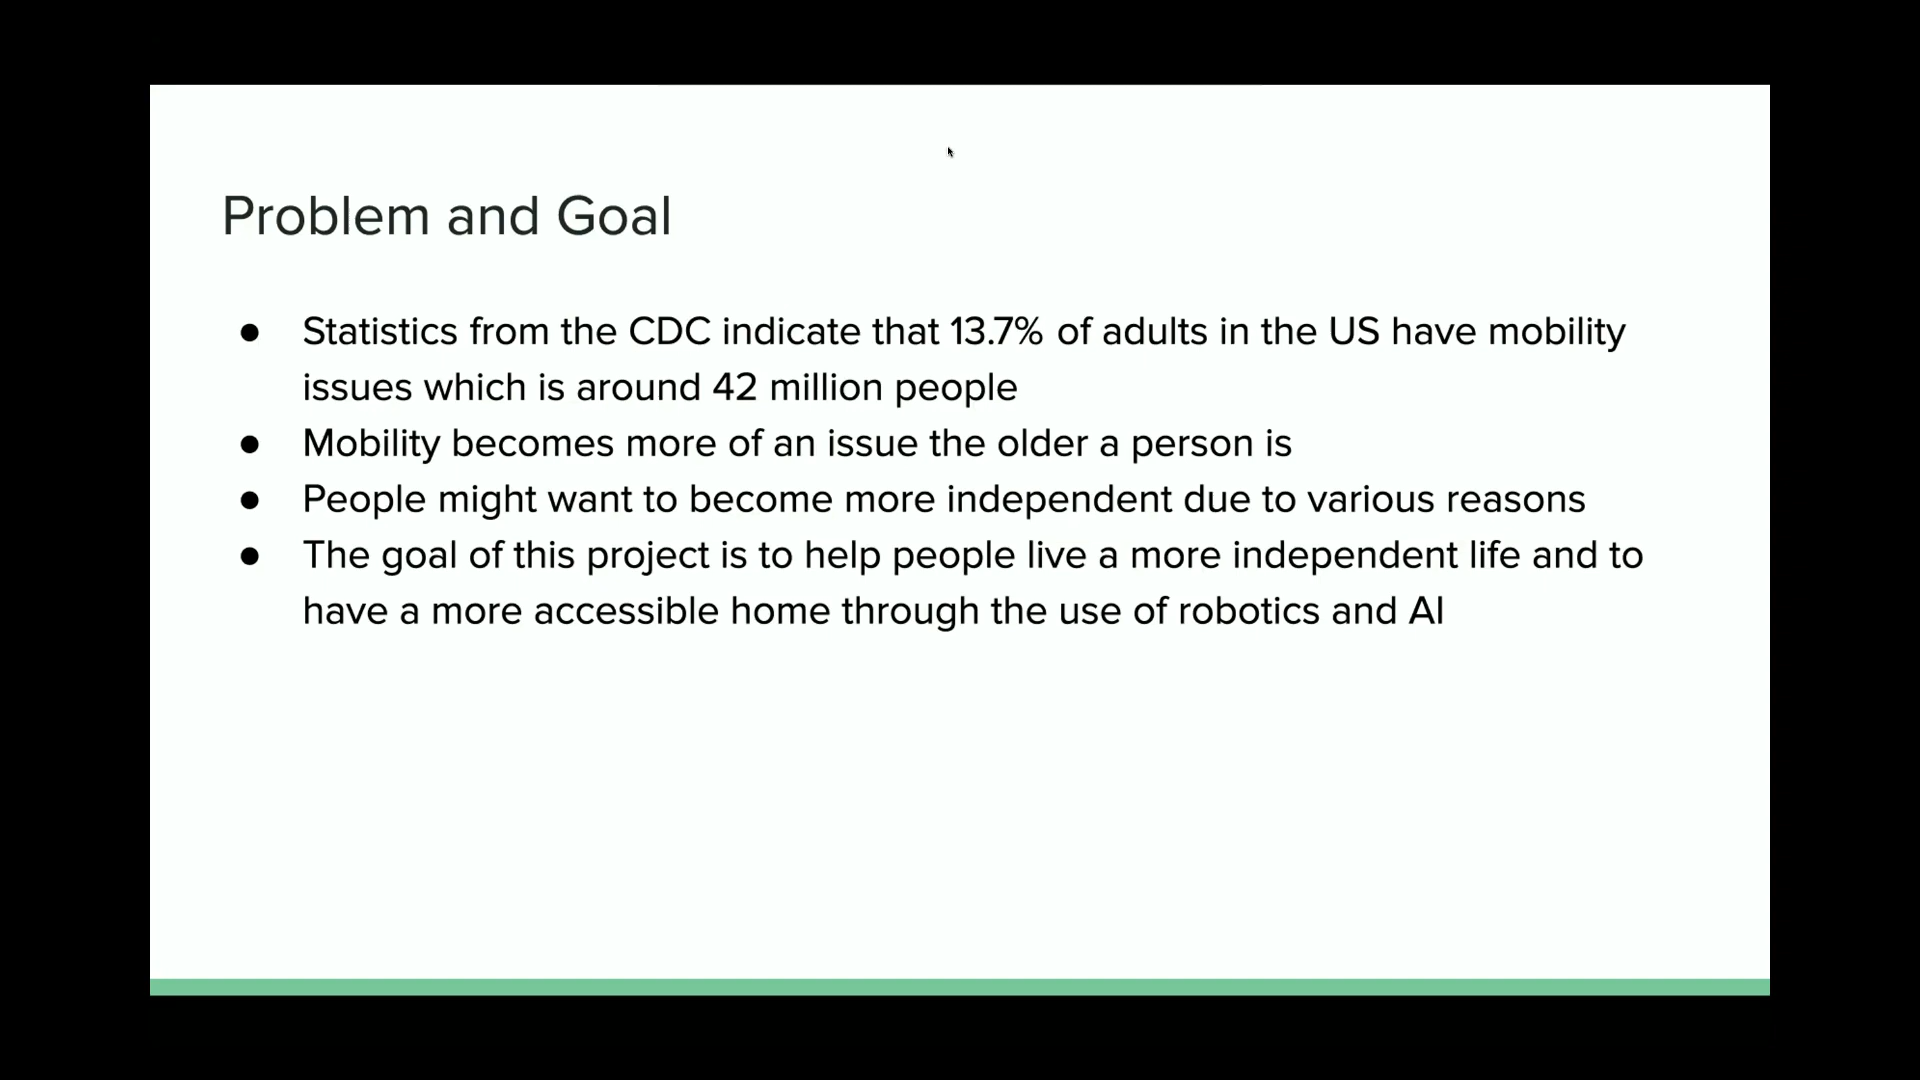 Problem and Goal
● Statistics from the CDC indicate that 13.7% of adults in the US have mobility
issues which is around 42 million people
● Mobility becomes more of an issue the older a person is
● People might want to become more independent due to various reasons
● The goal of this project is to help people live a more independent life and to
have a more accessible home through the use of robotics and AI